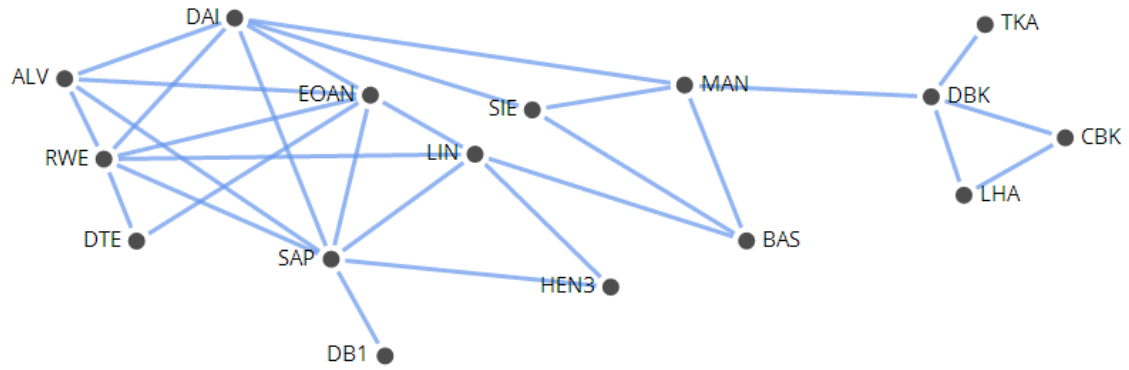 DAI
TKA
ALV
MAN
EOAN
DBK
SIE
CBK
RWE
LIN
LHA
DTE
BAS
SAP
HEN3
DB1